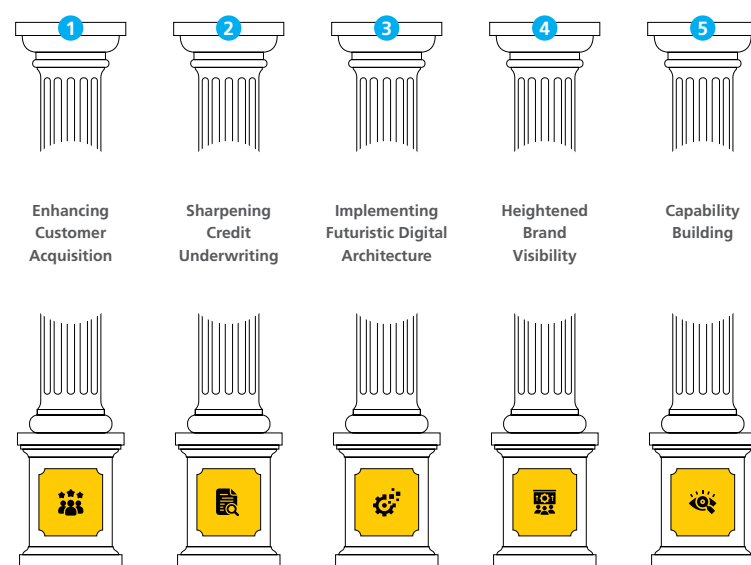 1
2
3
4
5
Enhancing
Customer
Acquisition
Sharpening
Credit
Underwriting
Implementing
Futuristic Digital
Architecture
Heightened
Brand
Visibility
Capability
Building